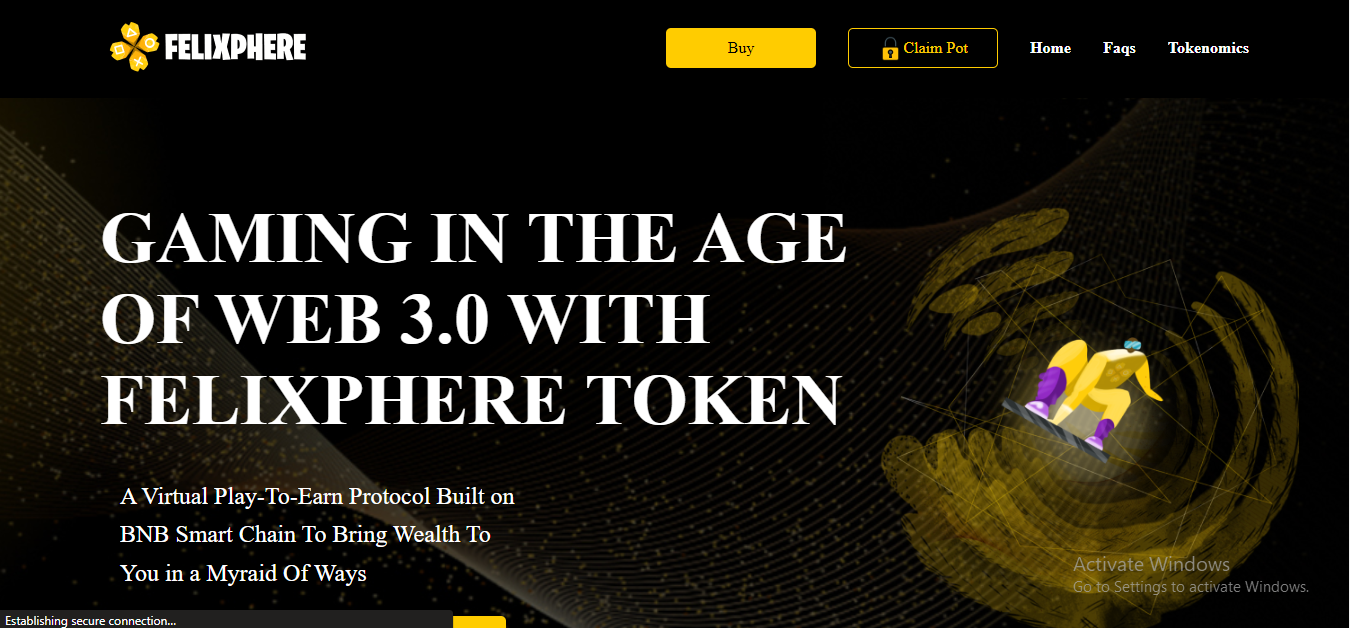 FELIXPHERE
Buy
Claim Pot
Home
Faqs
Tokenomics
GAMING IN THE AGE
OF WEB 3.0 WITH
FELIXPHERE TOKEN
A Virtual Play-To-Earn Protocol Built on
BNB Smart Chain To Bring Wealth To
You in a Myraid Of Ways
Activate Windows
Go to Settings to activate Windows.
Establishing secure connection...